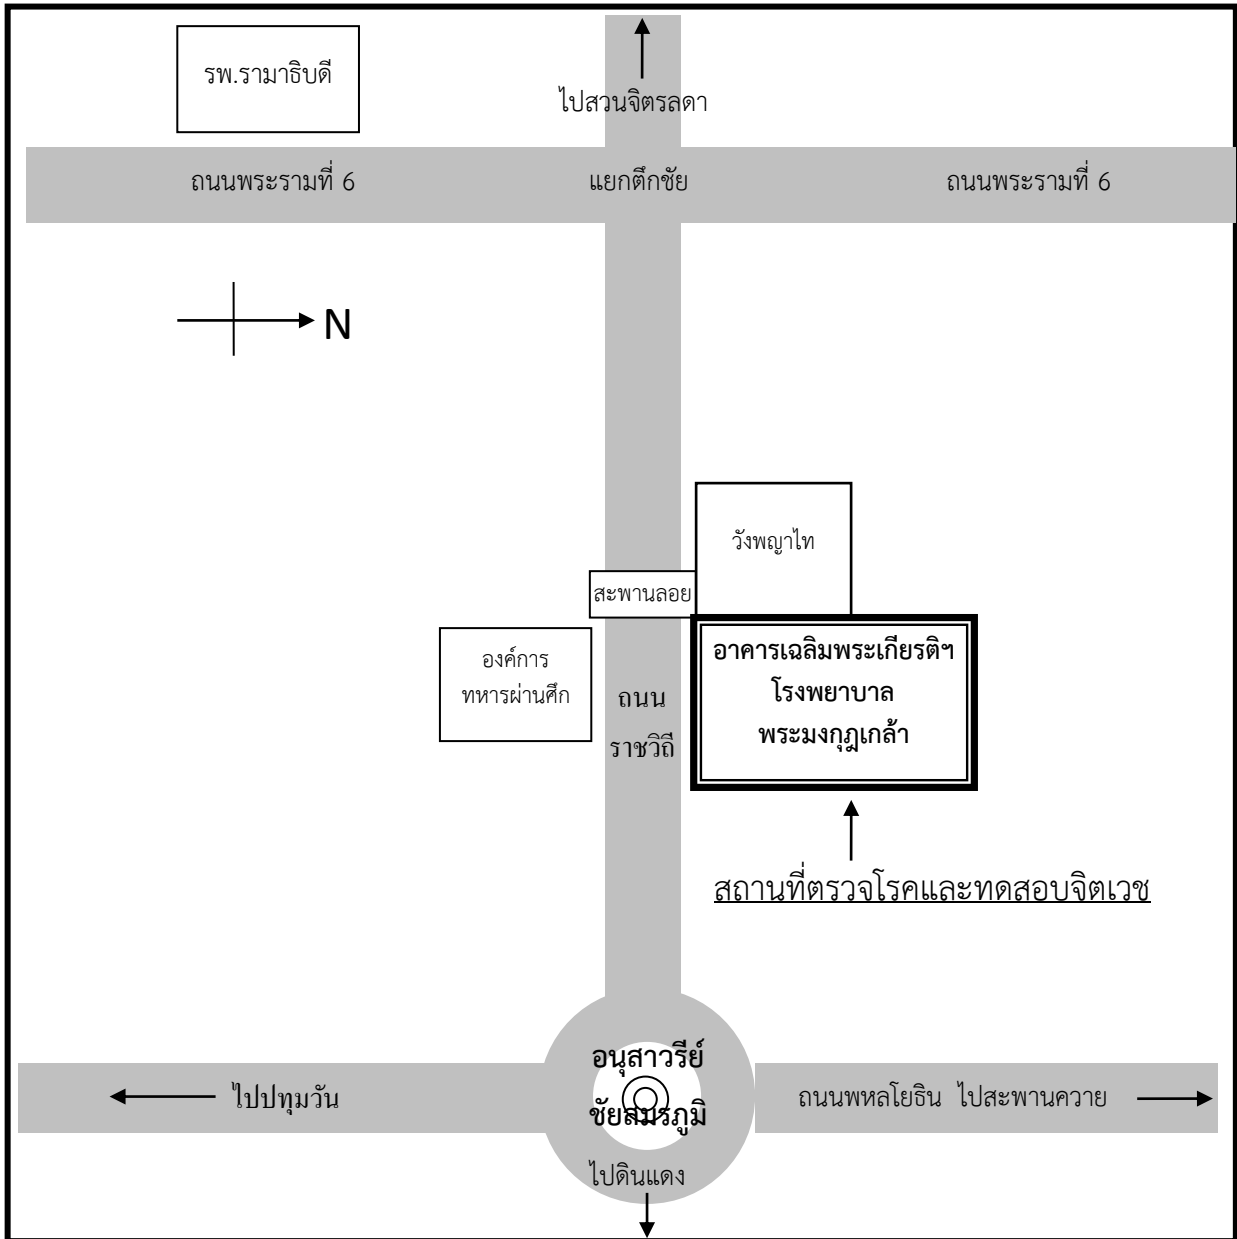 รพ.รามาธิบดี
ไปสวนจิตรลดา
ถนนพระรามที่ 6
แยกตึกชัย
ถนนพระรามที่ 6
N
วังพญาไท
สะพานลอย
องค์การ
ทหารผ่านศึก
ถนน
ราชวิถี
อาคารเฉลิมพระเกียรติฯ
โรงพยาบาล
พระมงกุฎเกล้า
สถานที่ตรวจโรคและทดสอบจิตเวช
อนุสาวรีย์
ชัยสมรภูมิ
ไปปทุมวัน
ถนนพหลโยธิน ไปสะพานควาย
ไปดินแดง